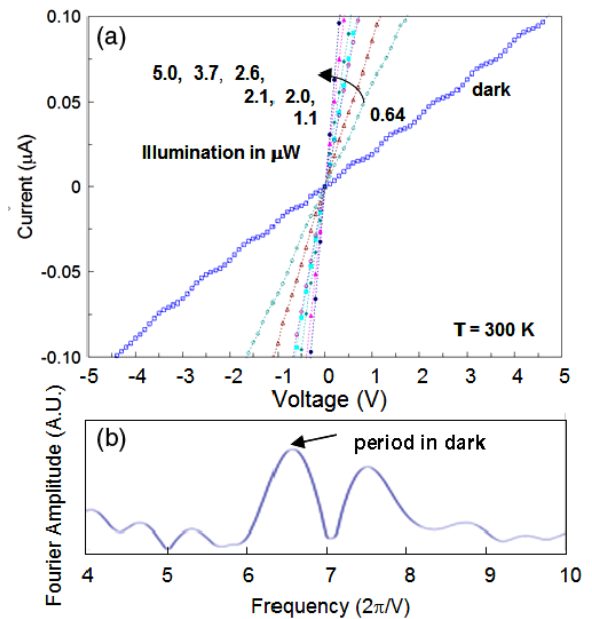 (a)
0.10
0.05
0
-0.05
-0.10
Current (μA)
5.0, 3.7, 2.6,
2.1, 2.0,
1.1
0.64
dark
Illumination in μW
T = 300 K
-5 -4 -3 -2 -1 0 1 2 3 4 5
Voltage (V)
(b)
period in dark
Fourier Amplitude (A.U.)
4 5 6 7 8 9 10
Frequency (2π/V)